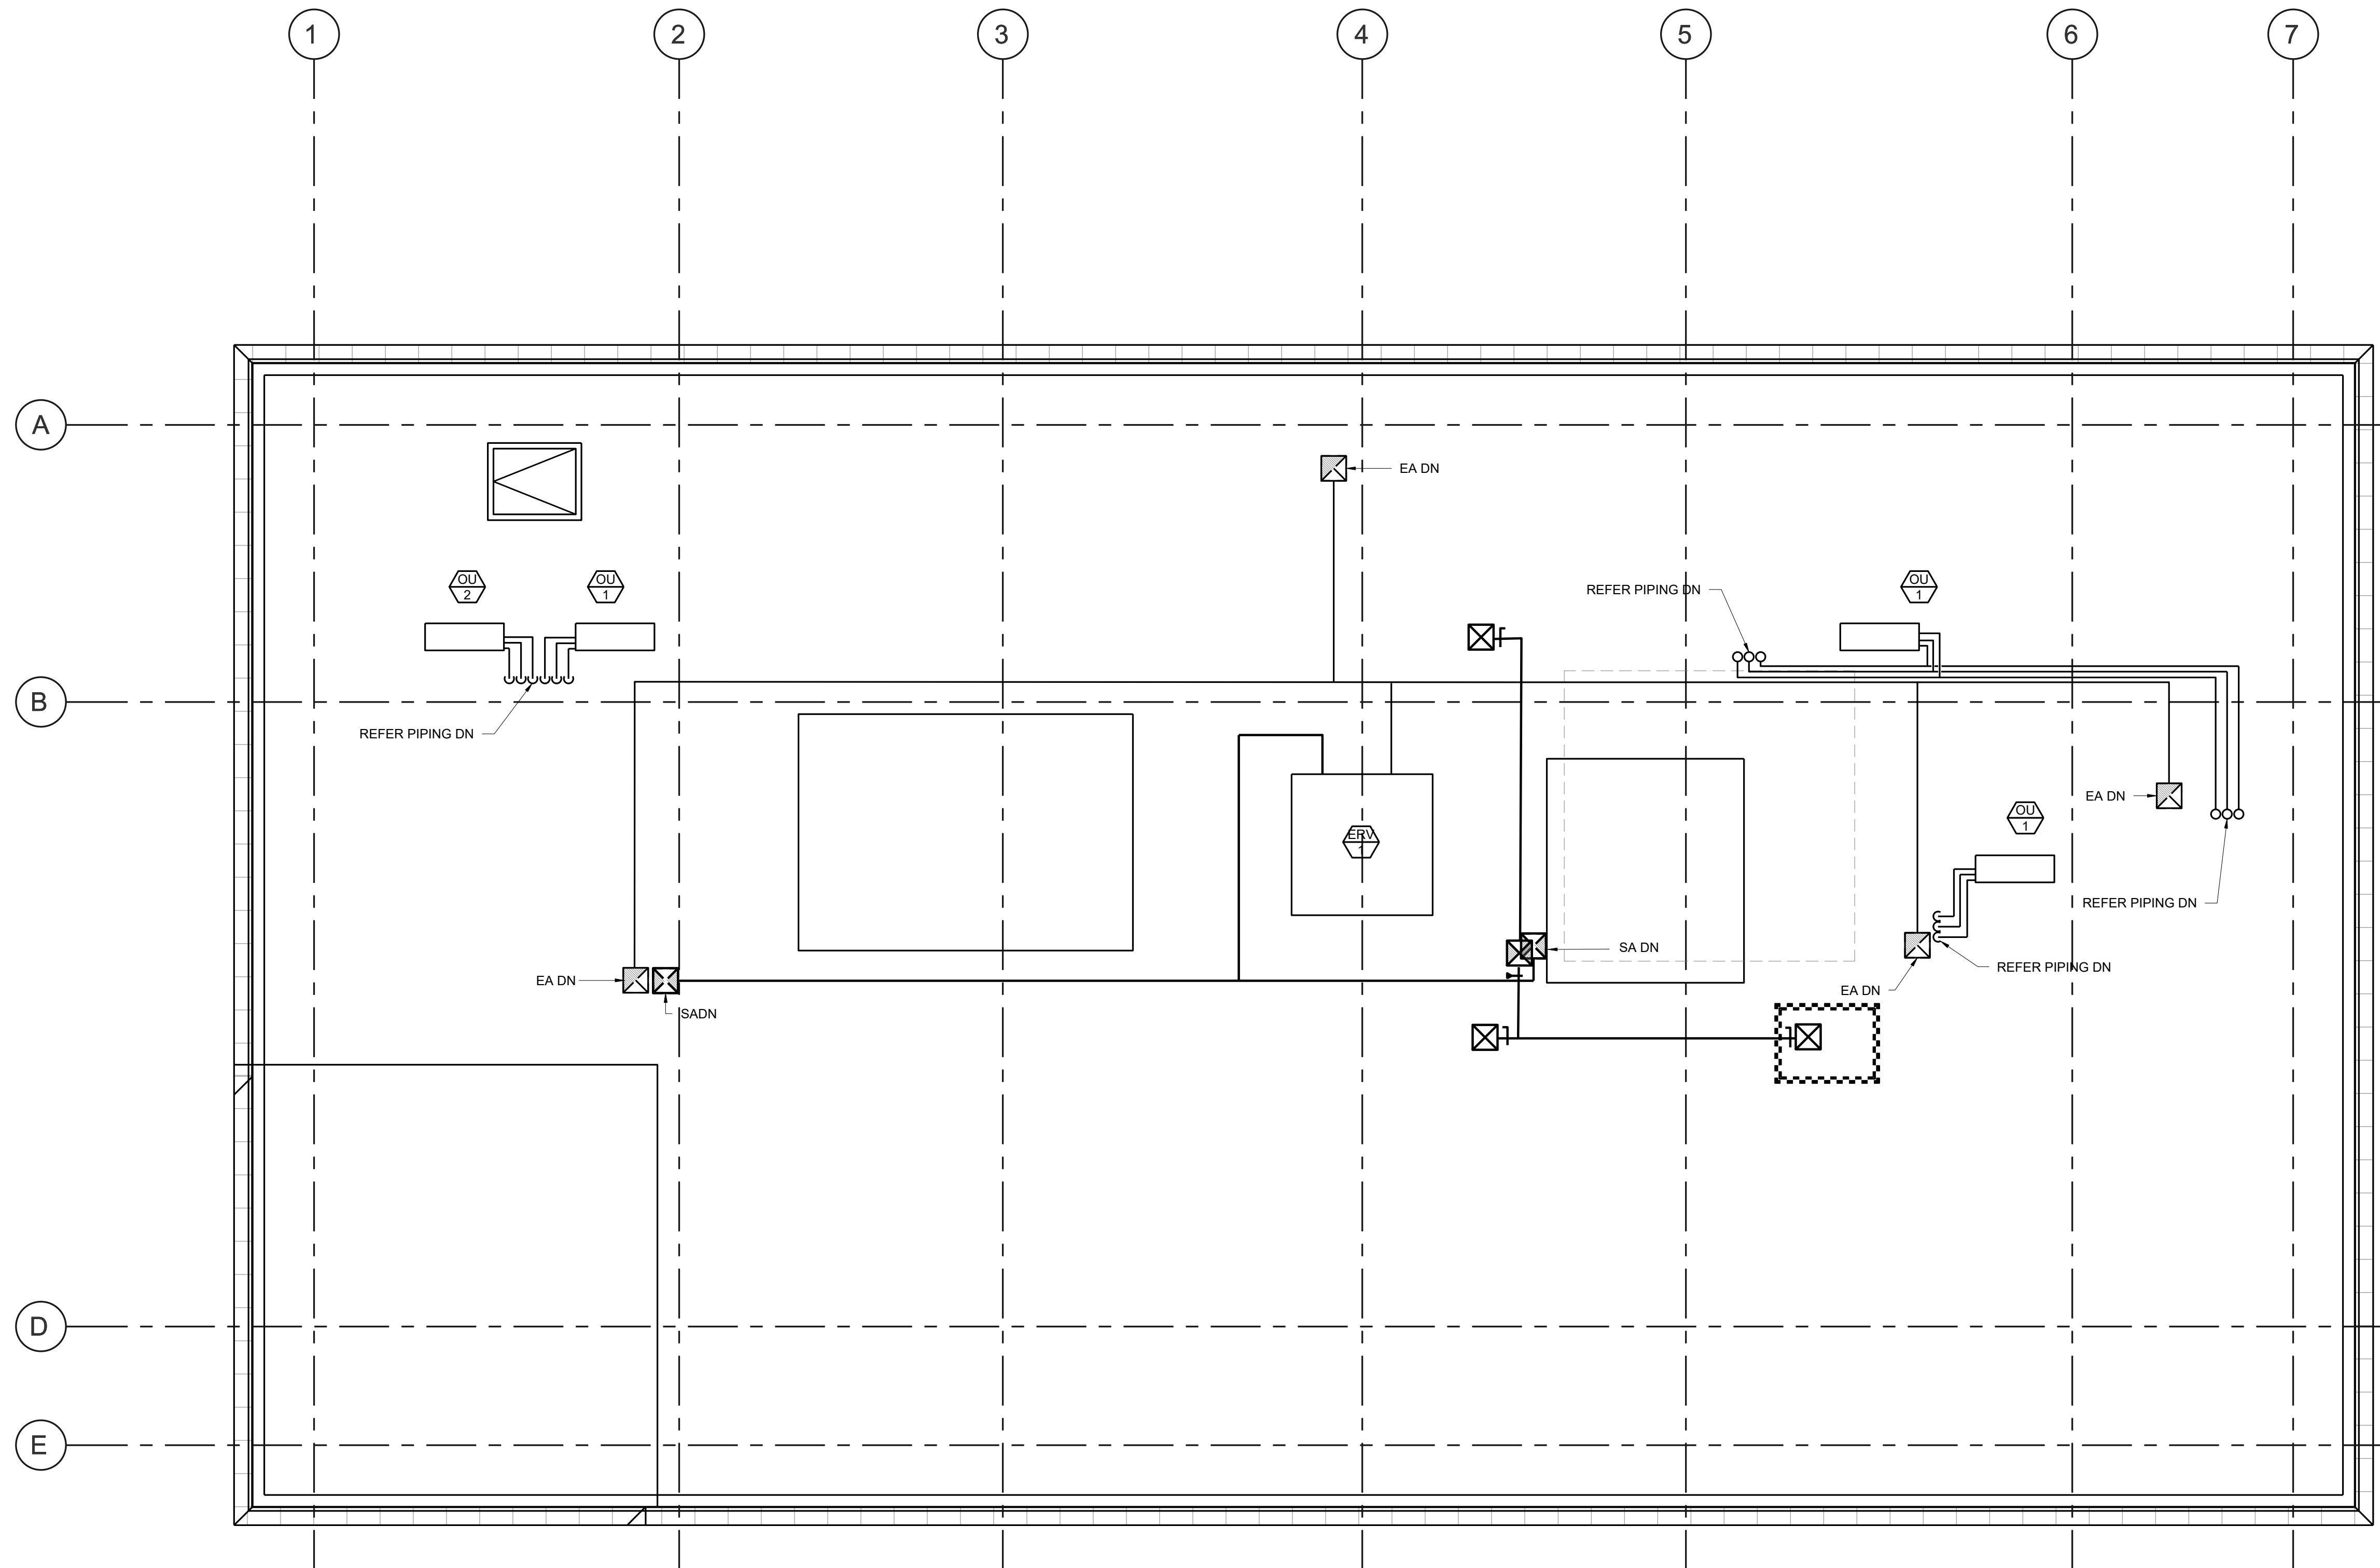 1
2
3
4
5
6
7
A
EA DN
OU
2
OU
1
REFER PIPING DN
OU
1
B
REFER PIPING DN
EA DN
OU
1
ERV
1
REFER PIPING DN
SA DN
REFER PIPING DN
EA DN
SADN
EA DN
D
E